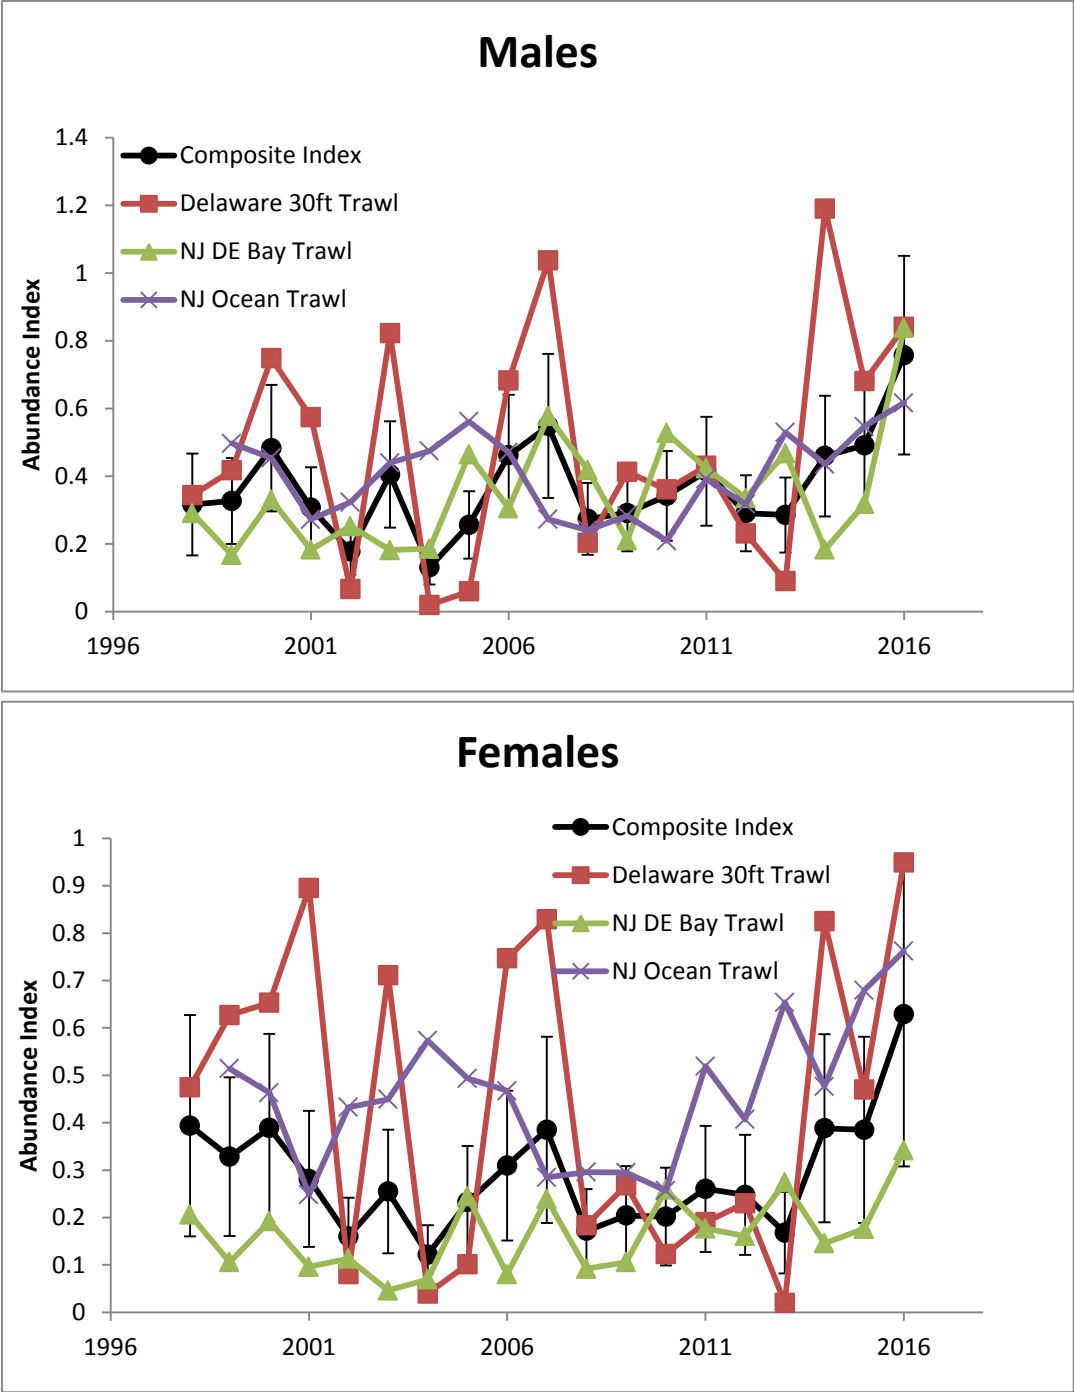 Males
1.4
1.2
1
0.8
0.6
0.4
0.2
0
Abundance Index
Composite Index
Delaware 30ft Trawl
NJ DE Bay Trawl
NJ Ocean Trawl
1996 2001 2006 2011 2016
Females
1
0.9
0.8
0.7
0.6
0.5
0.4
0.3
0.2
0.1
0
Abundance Index
Composite Index
Delaware 30ft Trawl
NJ DE Bay Trawl
NJ Ocean Trawl
1996 2001 2006 2011 2016